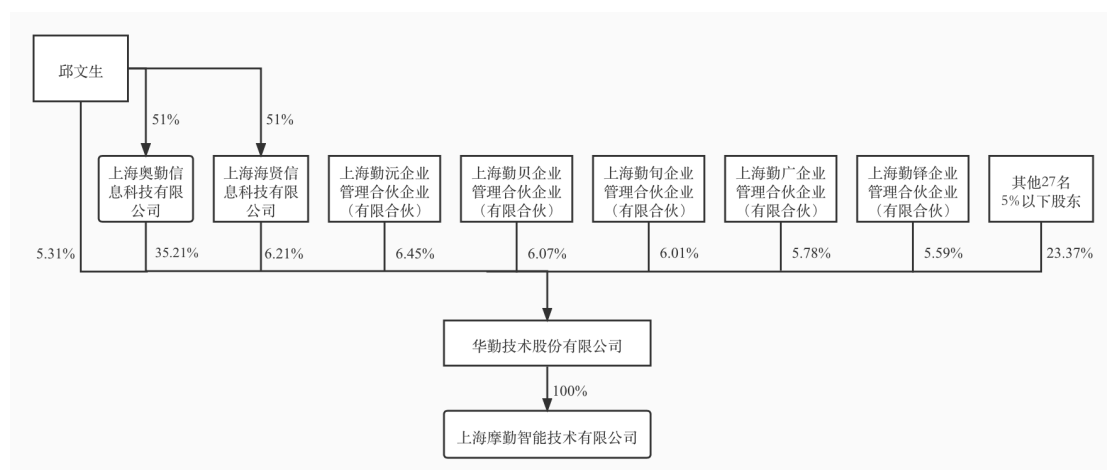 邱文生
51%
51%
上海奥勤信
息科技有限
公司
上海海贤信
息科技有限
公司
上海勤沅企业
管理合伙企业
（有限合伙）
上海勤贝企业
管理合伙企业
（有限合伙）
上海勤旬企业
管理合伙企业
（有限合伙）
上海勤广企业
管理合伙企业
（有限合伙）
上海勤铎企业
管理合伙企业
（有限合伙）
其他27名
5%以下股东
5.31%
35.21%
6.21%
6.45%
6.07%
6.01%
5.78%
5.59%
23.37%
华勤技术股份有限公司
100%
上海摩勤智能技术有限公司